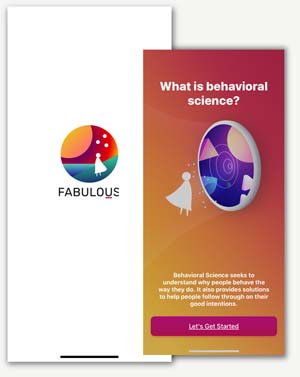 FABULOUS
What is behavioral
science?
Behavioral Science seeks to
understand why people behave the
way they do. It also provides solutions
to help people follow through on their
good intentions.
Let's Get Started